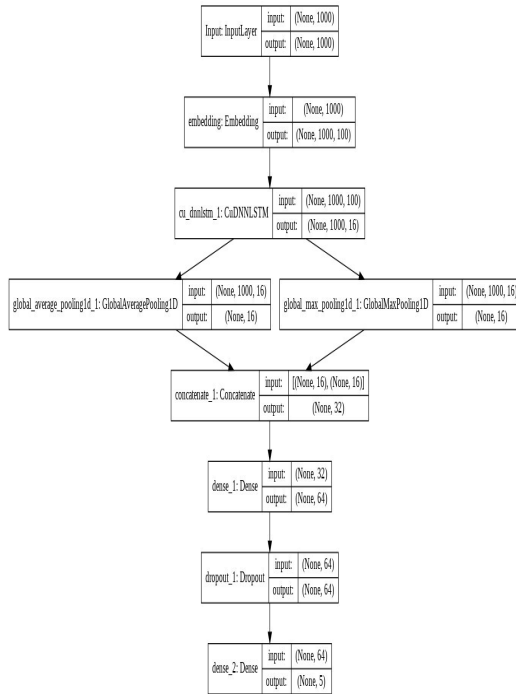 Input: InputLayer
input: (None, 1000)
output: (None, 1000)
embedding: Embedding
input: (None, 1000)
output: (None, 1000, 100)
cu_dnnlstm_1: CuDNNLSTM
input: (None, 1000, 100)
output: (None, 1000, 16)
global_average_pooling1d_1: GlobalAveragePooling1D
input: (None, 1000, 16)
output: (None, 16)
global_max_pooling1d_1: GlobalMaxPooling1D
input: (None, 1000, 16)
output: (None, 16)
concatenate_1: Concatenate
input: [(None, 16), (None, 16)]
output: (None, 32)
dense_1: Dense
input: (None, 32)
output: (None, 64)
dropout_1: Dropout
input: (None, 64)
output: (None, 64)
dense_2: Dense
input: (None, 64)
output: (None, 5)